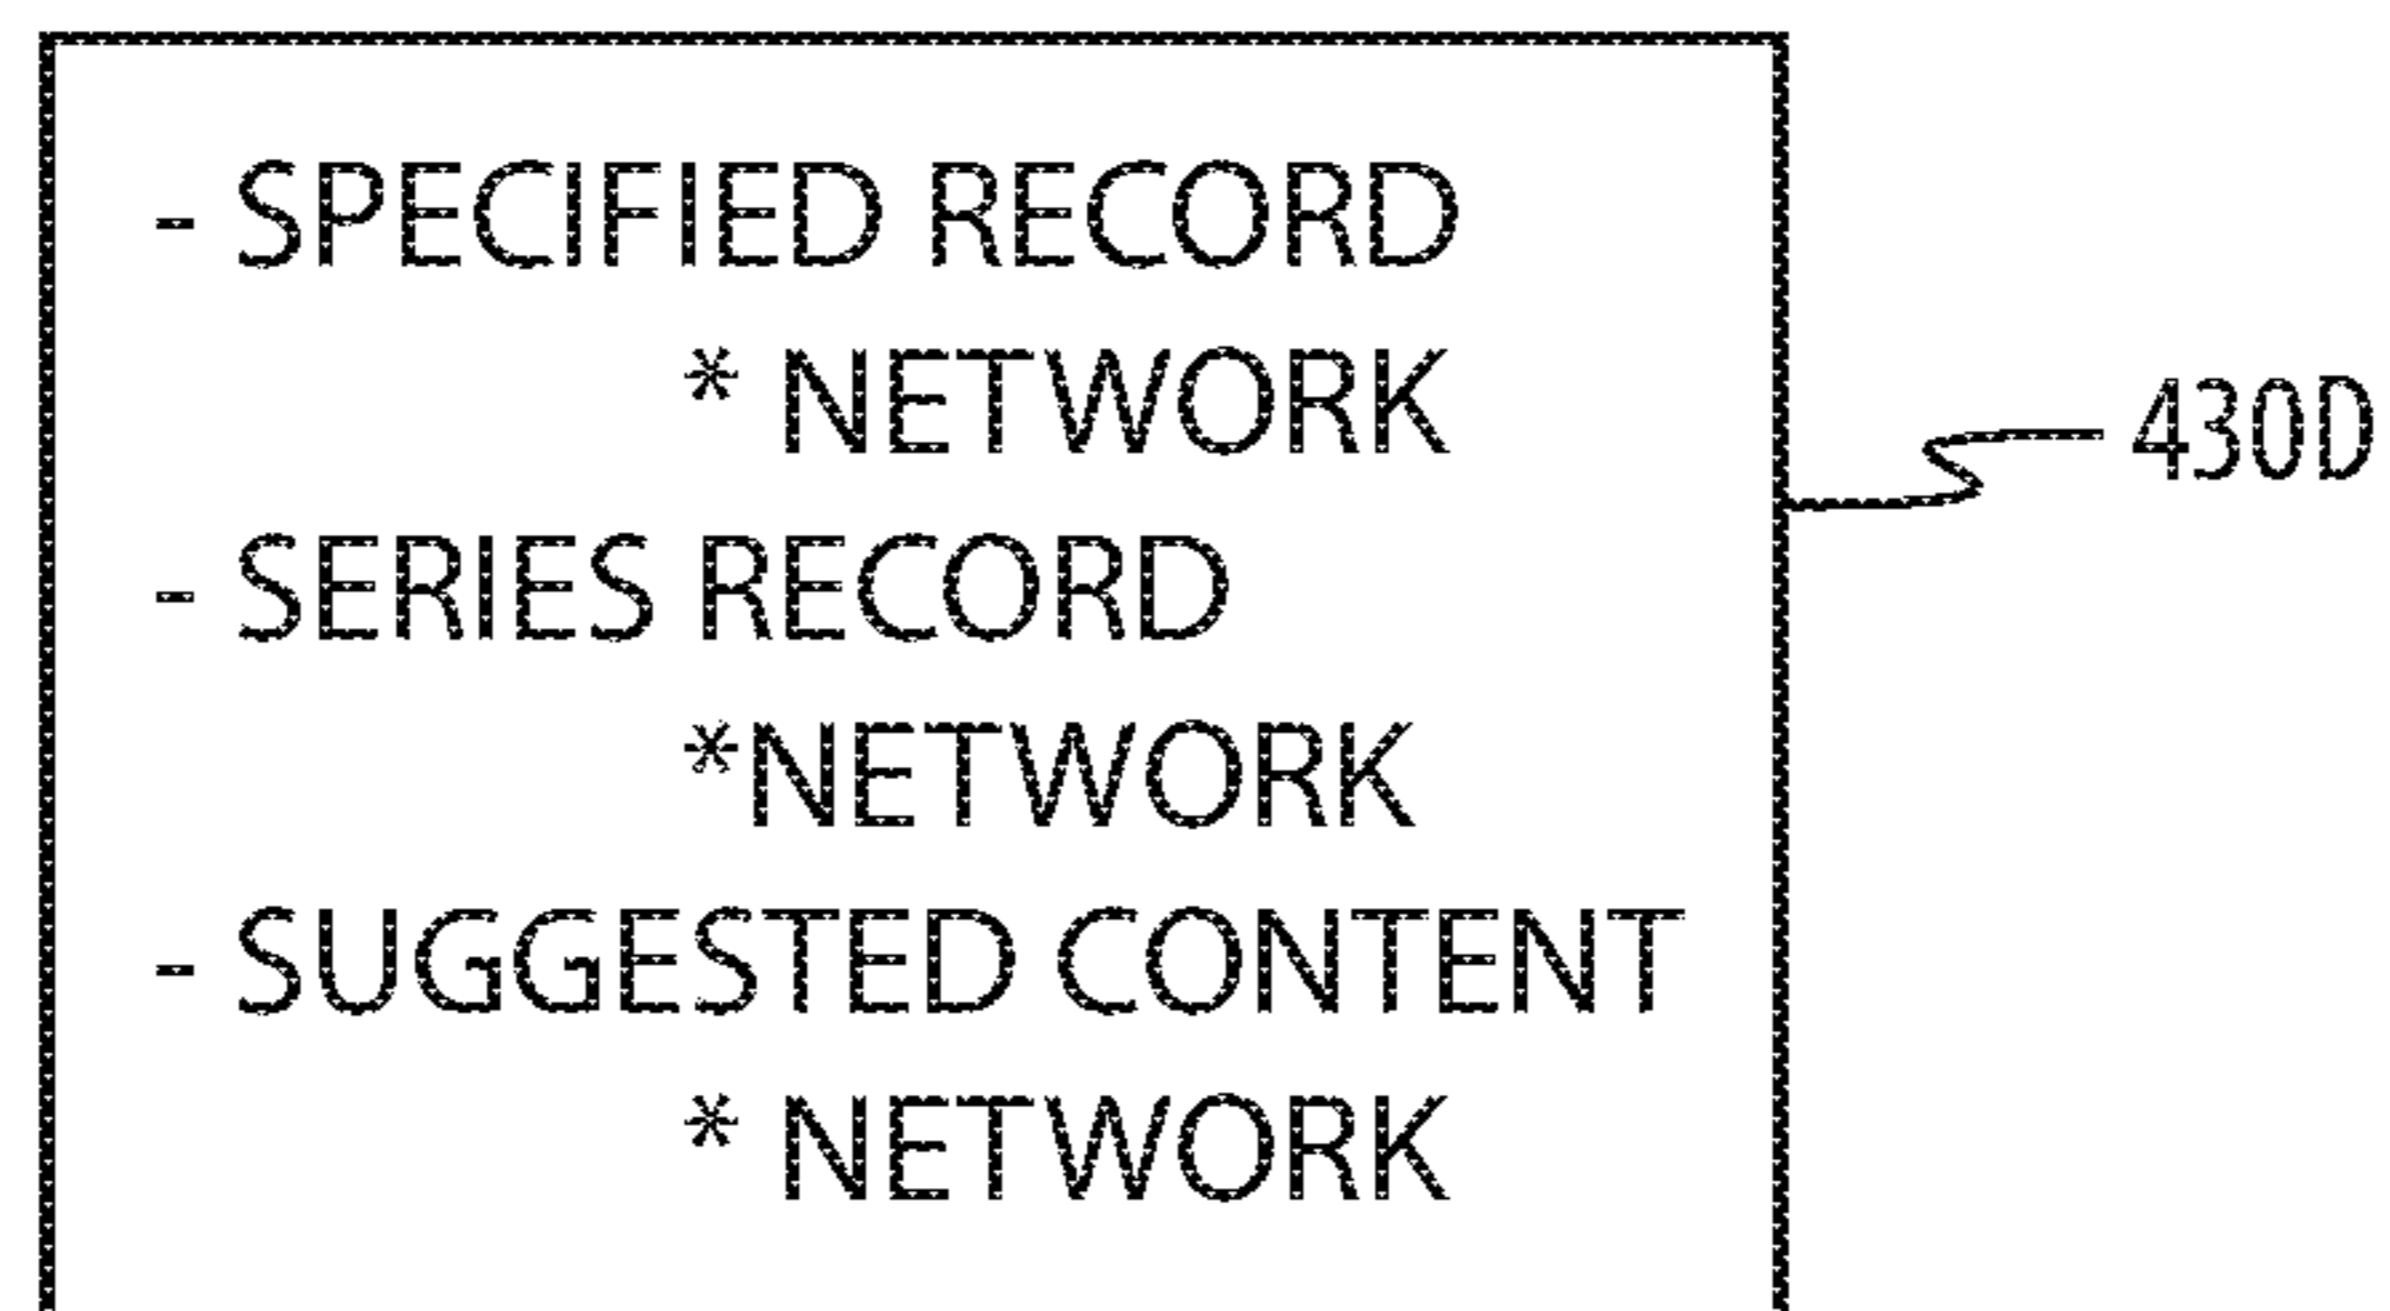 - SPECIFIED RECORD
* NETWORK
430D
- SERIES RECORD
*NETWORK
- SUGGESTED CONTENT
* NETWORK